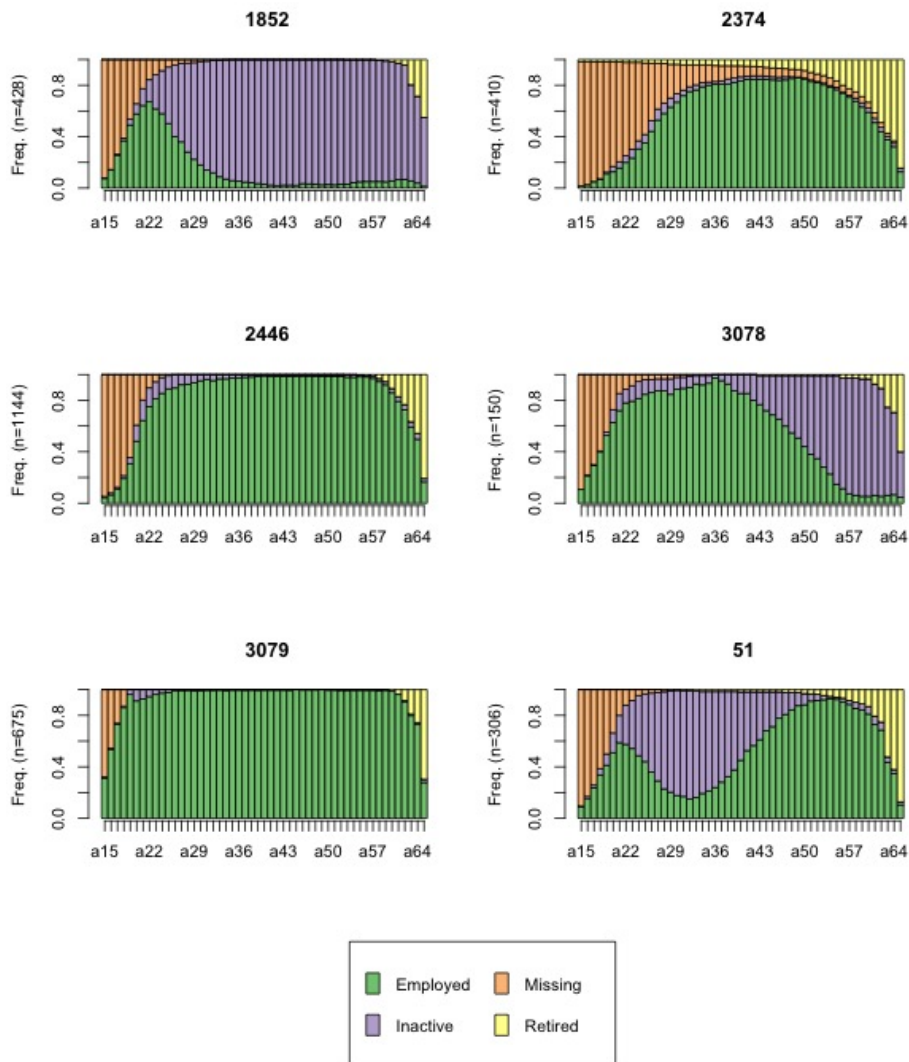 1852
Freq. (n=428)
0.0 0.4 0.8
a15 a22 a29 a36 a43 a50 a57 a64
2374
Freq. (n=410)
0.0 0.4 0.8
a15 a22 a29 a36 a43 a50 a57 a64
2446
Freq. (n=1144)
0.0 0.4 0.8
a15 a22 a29 a36 a43 a50 a57 a64
3078
Freq. (n=150)
0.0 0.4 0.8
a15 a22 a29 a36 a43 a50 a57 a64
3079
Freq. (n=675)
0.0 0.4 0.8
a15 a22 a29 a36 a43 a50 a57 a64
51
Freq. (n=306)
0.0 0.4 0.8
a15 a22 a29 a36 a43 a50 a57 a64
Employed Missing
Inactive Retired